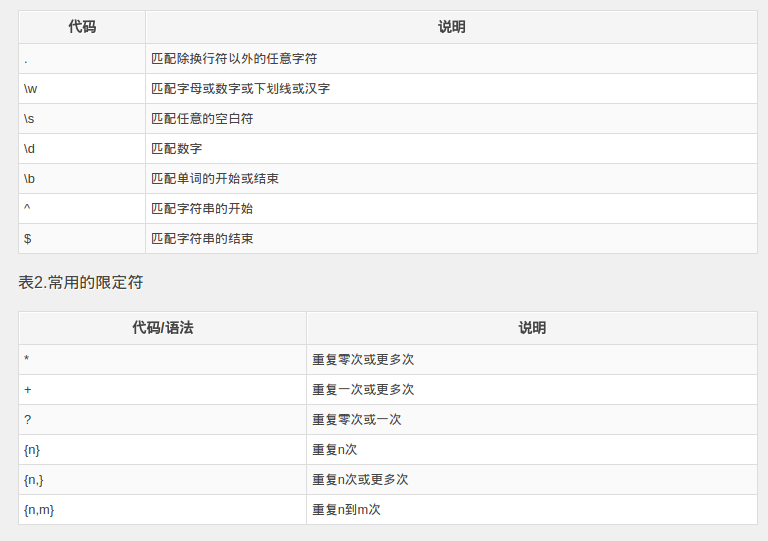 代码 说明
. 匹配除换行符以外的任意字符
\w 匹配字母或数字或下划线或汉字
\s 匹配任意的空白符
\d 匹配数字
\b 匹配单词的开始或结束
^ 匹配字符串的开始
$ 匹配字符串的结束
表2.常用的限定符
代码/语法 说明
* 重复零次或更多次
+ 重复一次或更多次
? 重复零次或一次
{n} 重复n次
{n,} 重复n次或更多次
{n,m} 重复n到m次